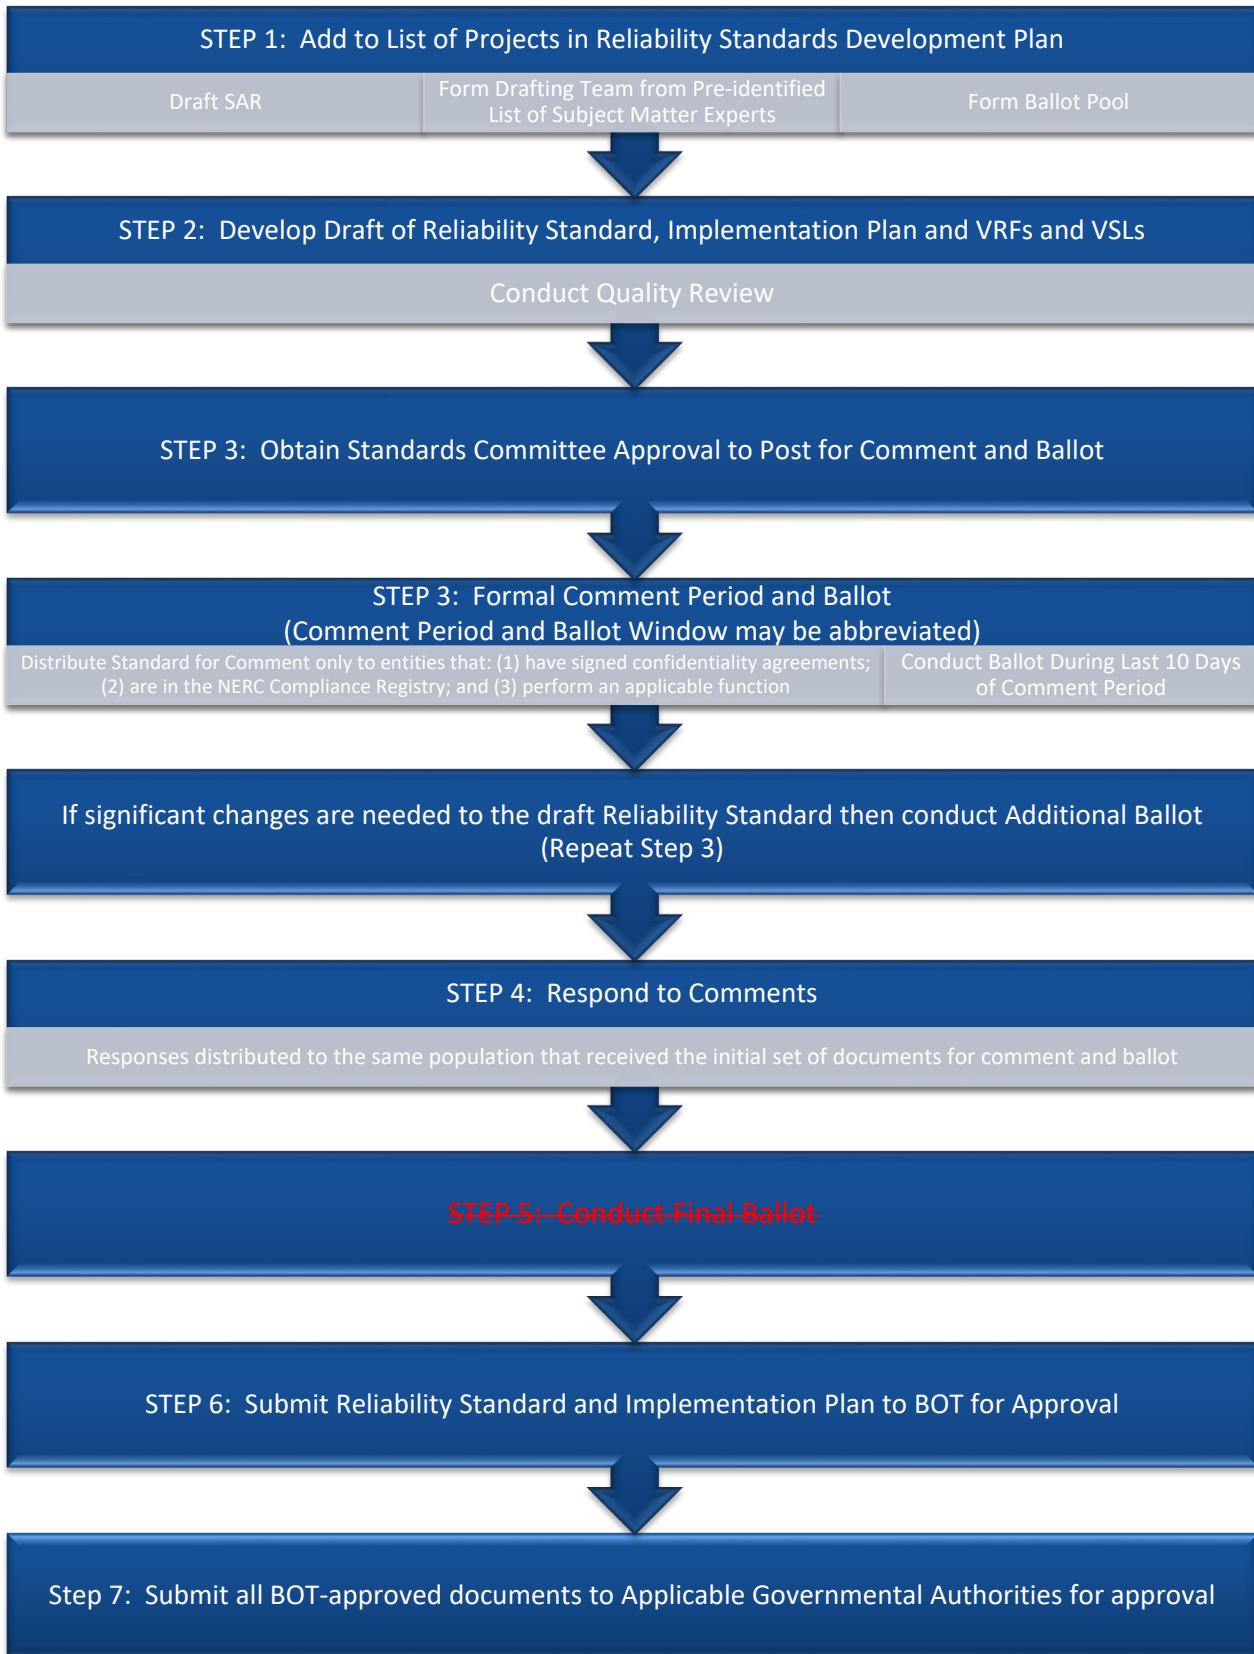 STEP 1: Add to List of Projects in Reliability Standards Development Plan
Draft SAR
Form Drafting Team from Pre-identified
List of Subject Matter Experts
Form Ballot Pool
STEP 2: Develop Draft of Reliability Standard, Implementation Plan and VRFs and VSLs
Conduct Quality Review
STEP 3: Obtain Standards Committee Approval to Post for Comment and Ballot
STEP 3: Formal Comment Period and Ballot
(Comment Period and Ballot Window may be abbreviated)
Distribute Standard for Comment only to entities that: (1) have signed confidentiality agreements;
(2) are in the NERC Compliance Registry; and (3) perform an applicable function
Conduct Ballot During Last 10 Days
of Comment Period
If significant changes are needed to the draft Reliability Standard then conduct Additional Ballot
(Repeat Step 3)
STEP 4: Respond to Comments
Responses distributed to the same population that received the initial set of documents for comment and ballot
STEP 5: Conduct Final Ballot
STEP 6: Submit Reliability Standard and Implementation Plan to BOT for Approval
Step 7: Submit all BOT-approved documents to Applicable Governmental Authorities for approval